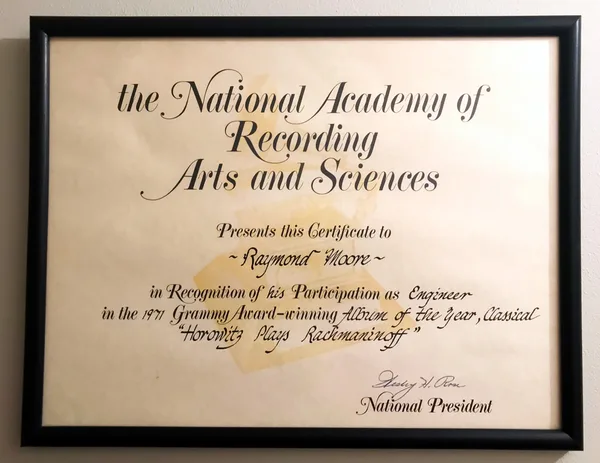 the National Academy of
Recording
Arts and Sciences
Presents this Certificate to
~ Raymond Moore ~
in Recognition of his Participation as Engineer
in the 1971 Grammy Award-winning Album of the Year, Classical
"Horowitz Plays Rachmaninoff"
National President